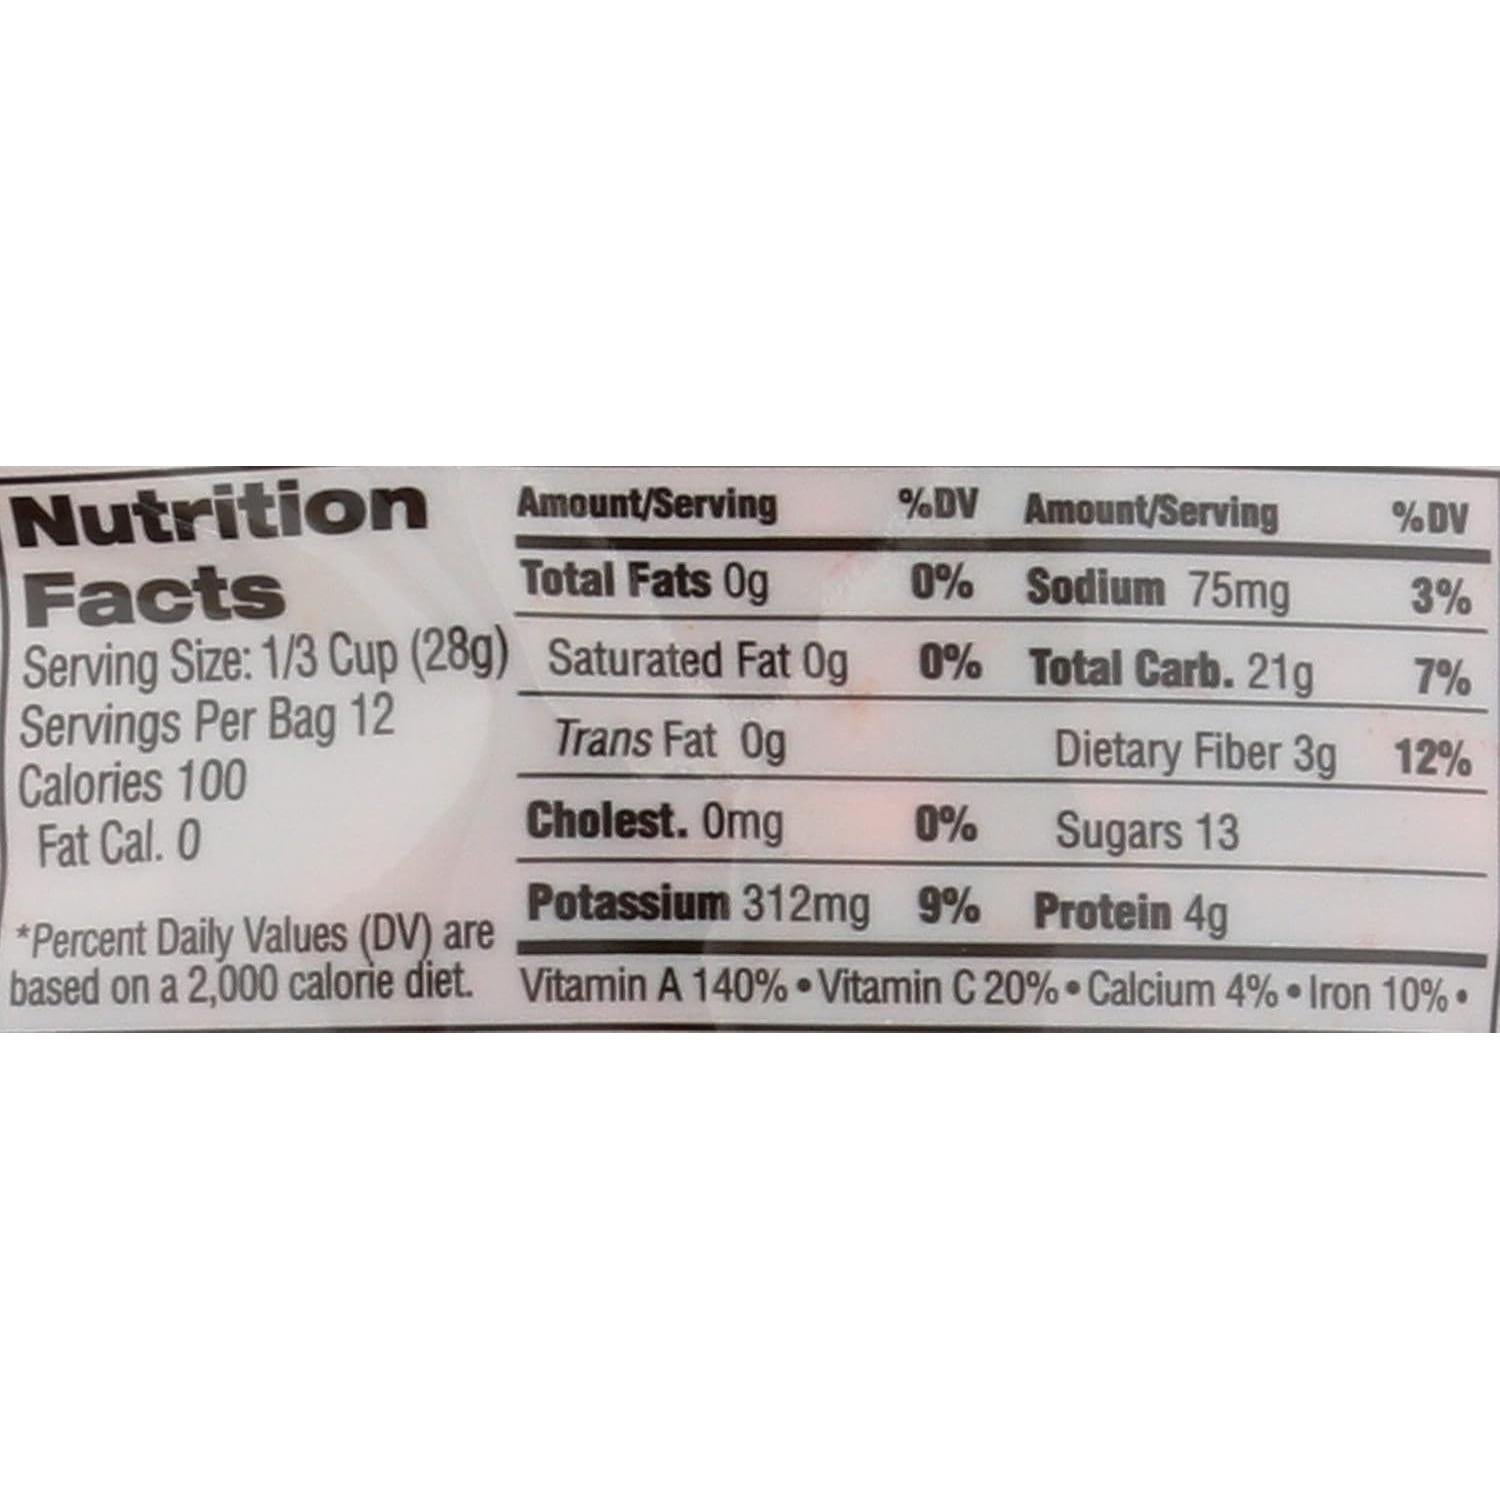 Nutrition
Facts
Serving Size: 1/3 Cup (28g)
Servings Per Bag 12
Calories 100
Fat Cal. 0
*Percent Daily Values (DV) are
based on a 2,000 calorie diet.
Amount/Serving %DV Amount/Serving %DV
Total Fats 0g 0% Sodium 75mg 3%
Saturated Fat 0g 0% Total Carb. 21g 7%
Trans Fat 0g Dietary Fiber 3g 12%
Cholest. 0mg 0% Sugars 13
Potassium 312mg 9% Protein 4g
Vitamin A 140% • Vitamin C 20% • Calcium 4% • Iron 10% •